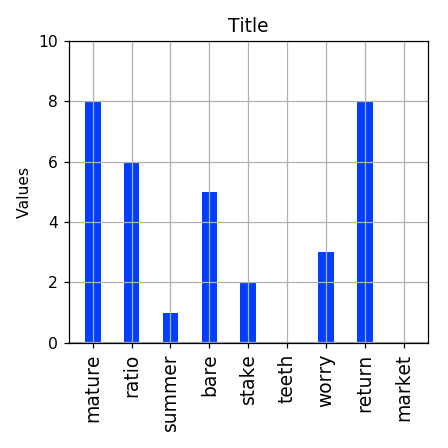 Title
Values
10
8
6
4
2
0
mature
ratio
summer
bare
stake
teeth
worry
return
market